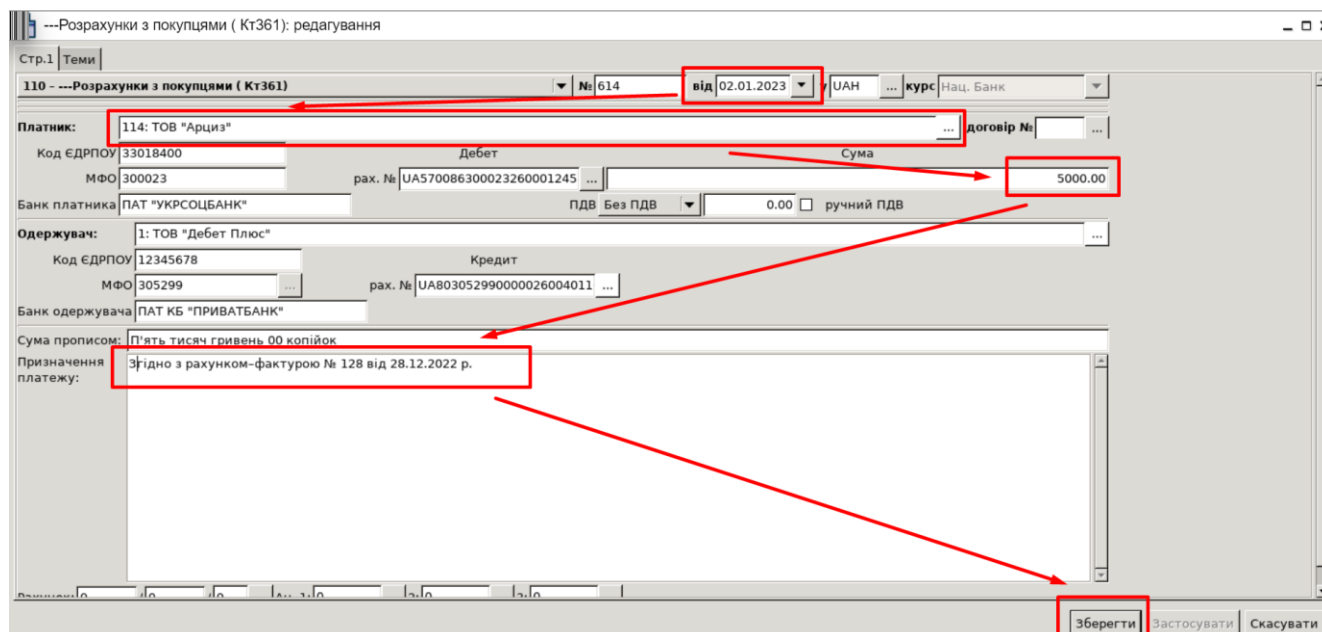 ---Розрахунки з покупцями ( Кт361): редагування
Стр.1 Теми
110 - ---Розрахунки з покупцями ( Кт361) № 614 від 02.01.2023 у UAH ... курс Нац. Банк
Платник: 114: ТОВ "Арциз" ... договір № ...
Код ЄДРПОУ 33018400 Дебет Сума
МФО 300023 рах. № UA570086300023260001245 ... 5000.00
Банк платника ПАТ "УКРСОЦБАНК" ПДВ Без ПДВ 0.00 ручний ПДВ
Одержувач: 1: ТОВ "Дебет Плюс" ...
Код ЄДРПОУ 12345678 Кредит
МФО 305299 ... рах. № UA803052990000026004011 ...
Банк одержувача ПАТ КБ "ПРИВАТБАНК"
Сума прописом: П'ять тисяч гривень 00 копійок
Призначення Згідно з рахунком-фактурою № 128 від 28.12.2022 р.
платежу:
Зберегти Застосувати Скасувати